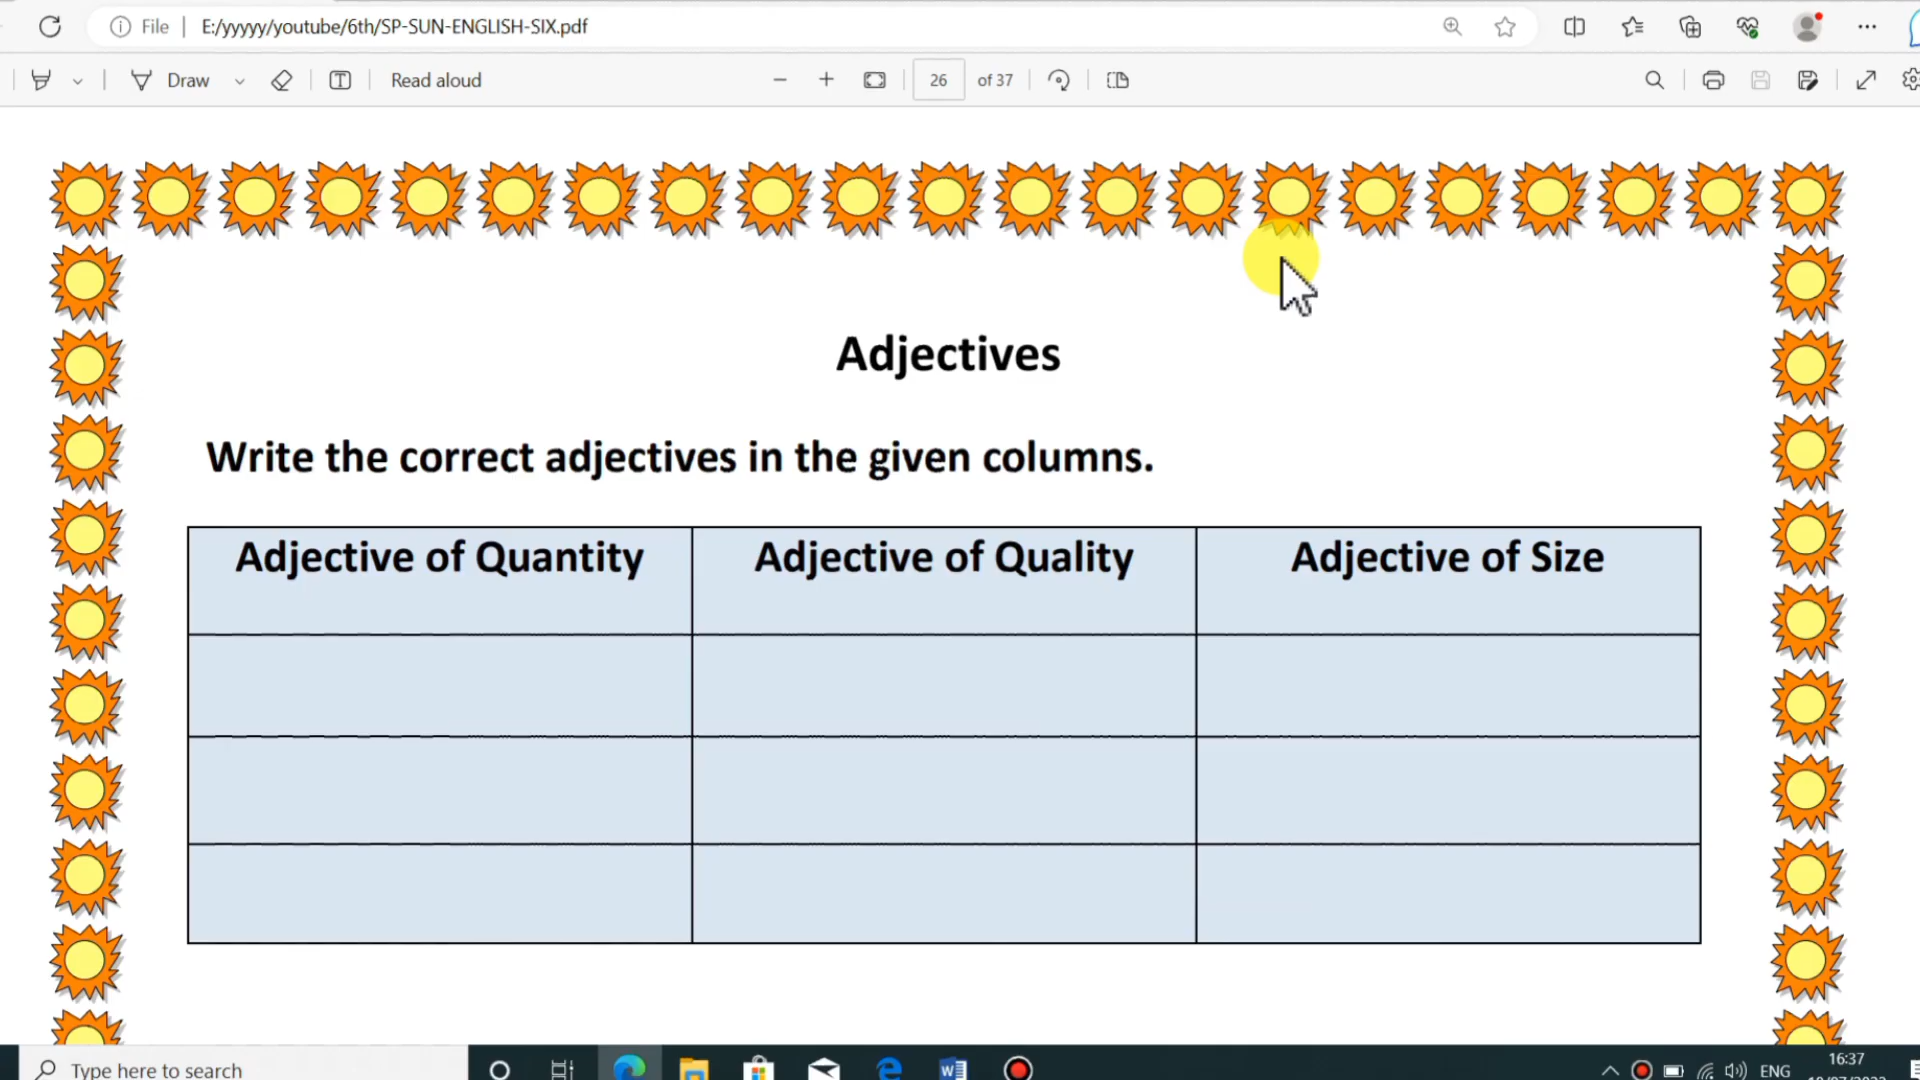 File | E:/yyyyy/youtube/6th/SP-SUN-ENGLISH-SIX.pdf
Draw Read aloud 26 of 37
Adjectives
Write the correct adjectives in the given columns.
Adjective of Quantity Adjective of Quality Adjective of Size
Type here to search ENG 16:37